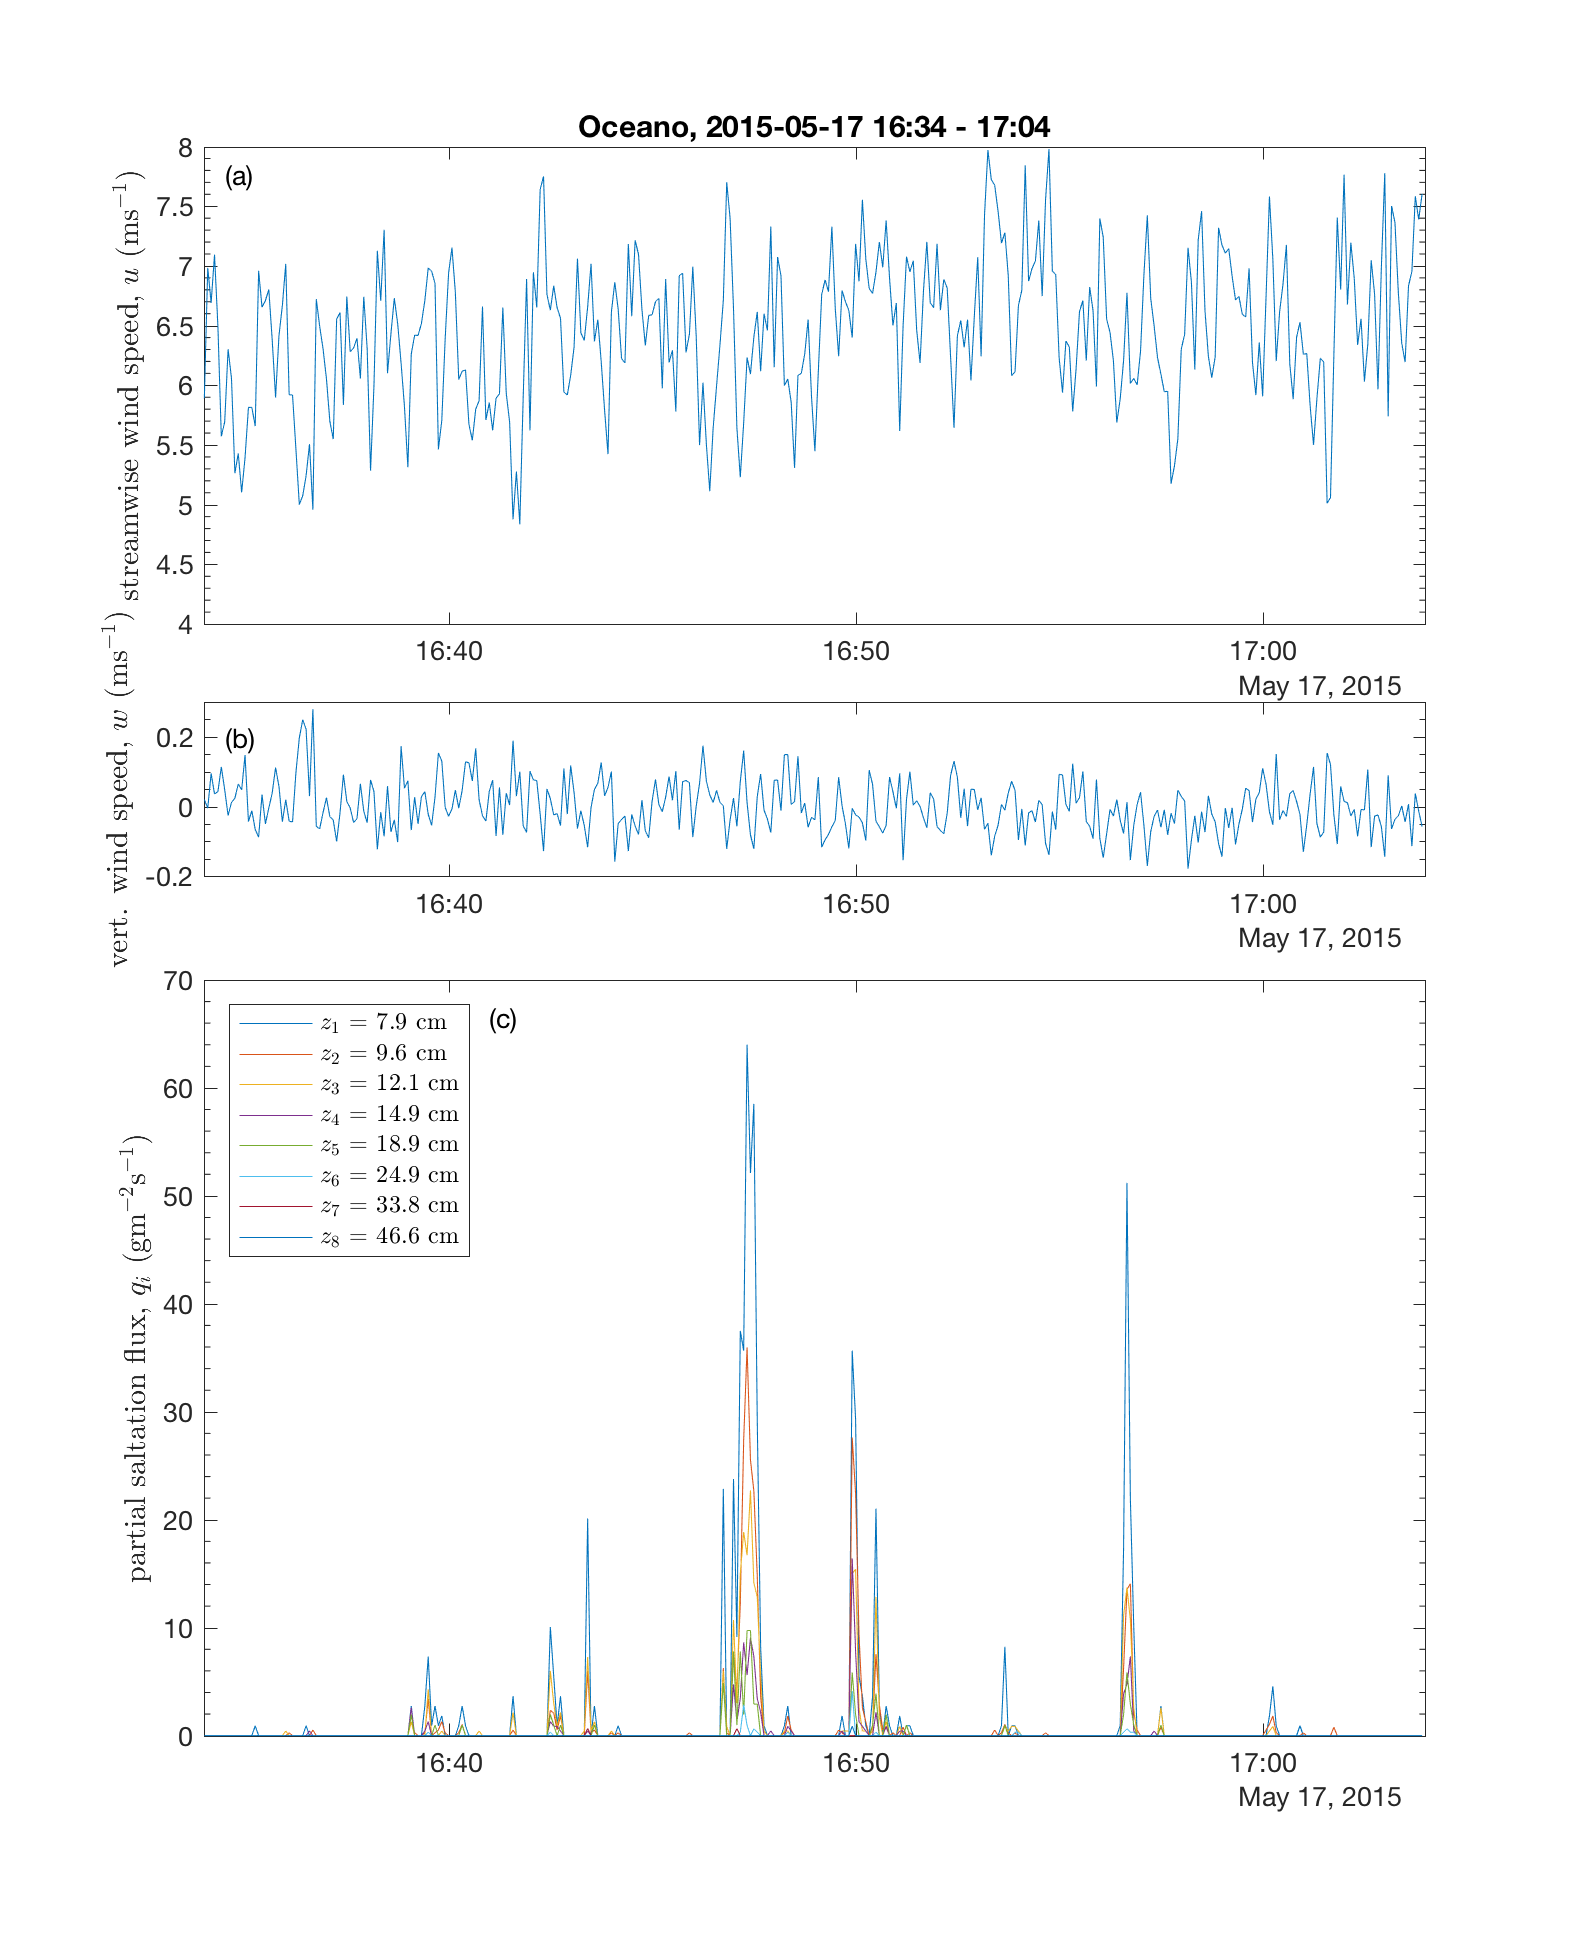 Oceano, 2015-05-17 16:34 - 17:04
(a)
streamwise wind speed, u (ms⁻¹)
8
7.5
7
6.5
6
5.5
5
4.5
4
16:40 16:50 17:00
May 17, 2015
(b)
vert. wind speed, w (ms⁻¹)
0.2
0
-0.2
16:40 16:50 17:00
May 17, 2015
(c)
partial saltation flux, qᵢ (gm⁻²s⁻¹)
70
60
50
40
30
20
10
0
z₁ = 7.9 cm
z₂ = 9.6 cm
z₃ = 12.1 cm
z₄ = 14.9 cm
z₅ = 18.9 cm
z₆ = 24.9 cm
z₇ = 33.8 cm
z₈ = 46.6 cm
16:40 16:50 17:00
May 17, 2015